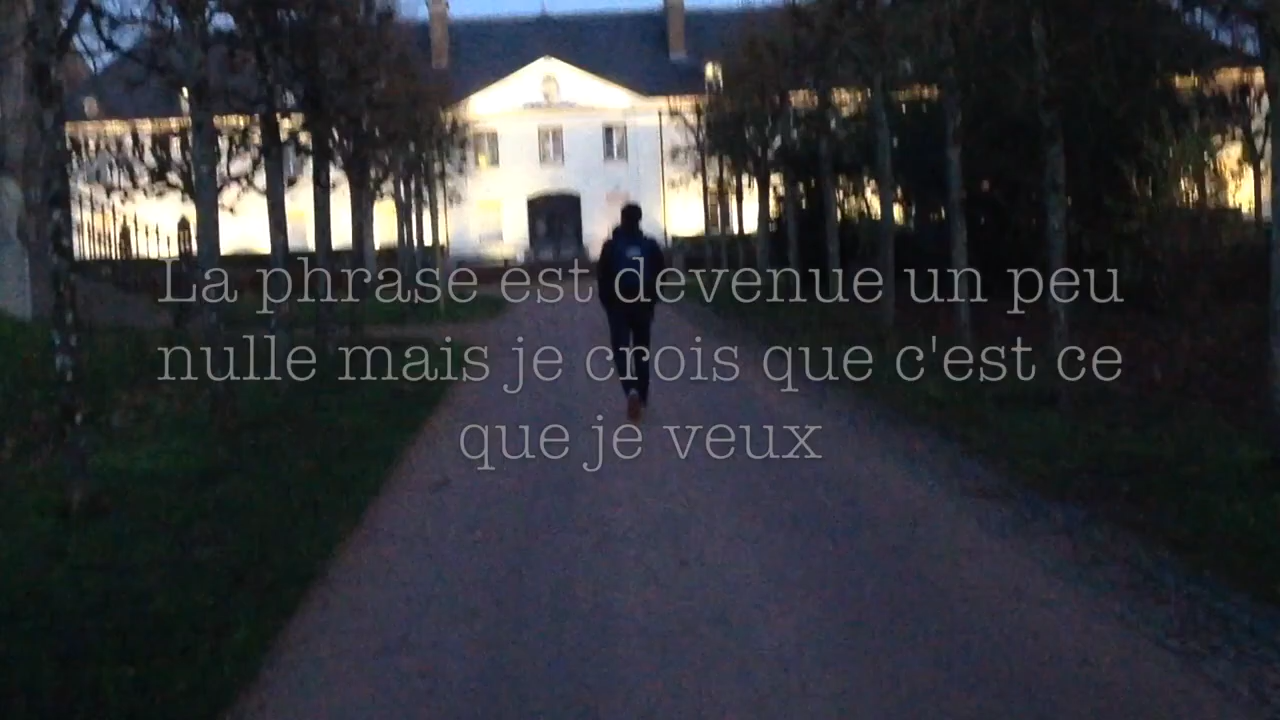 La phrase est devenue un peu
nulle mais je crois que c'est ce
que je veux